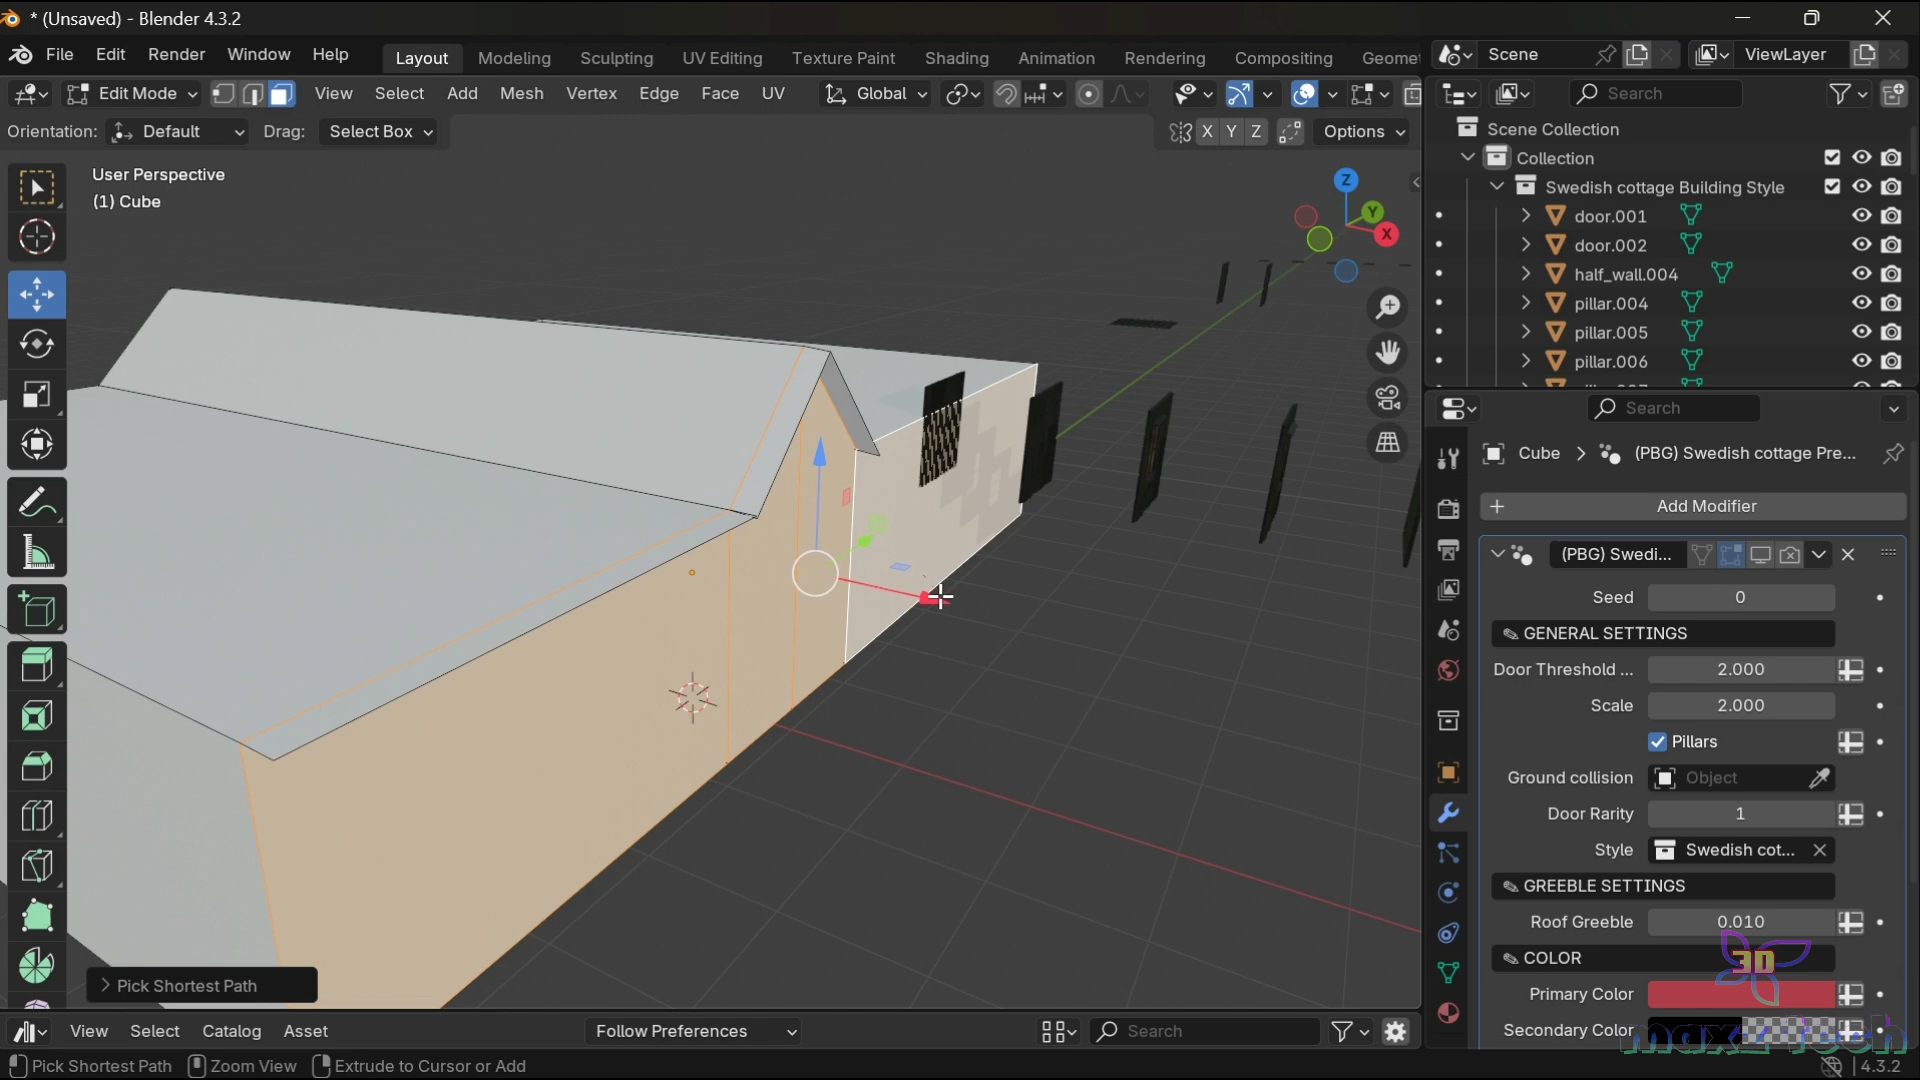 * (Unsaved) - Blender 4.3.2
File Edit Render Window Help
Layout Modeling Sculpting UV Editing Texture Paint Shading Animation Rendering Compositing Geomet
Scene
ViewLayer
Edit Mode
View Select Add Mesh Vertex Edge Face UV
Global
Search
Orientation: Default Drag: Select Box
X Y Z
Options
User Perspective
(1) Cube
Z
Y
X
Scene Collection
Collection
Swedish cottage Building Style
door.001
door.002
half_wall.004
pillar.004
pillar.005
pillar.006
Search
Cube > (PBG) Swedish cottage Pre...
+ Add Modifier
(PBG) Swedi...
Seed 0
GENERAL SETTINGS
Door Threshold ... 2.000
Scale 2.000
Pillars
Ground collision Object
Door Rarity 1
Style Swedish cot...
GREEBLE SETTINGS
Roof Greeble 0.010
COLOR
Primary Color
Secondary Color
3D
> Pick Shortest Path
View Select Catalog Asset
Follow Preferences
Search
Pick Shortest Path Zoom View Extrude to Cursor or Add
4.3.2